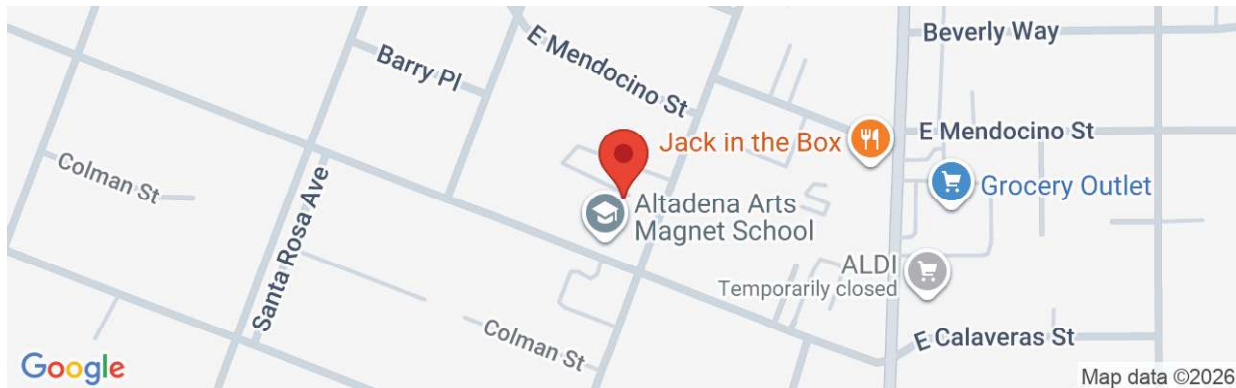 Beverly Way
E Mendocino St
Barry Pl
Jack in the Box
E Mendocino St
Colman St
Grocery Outlet
Santa Rosa Ave
Altadena Arts
Magnet School
ALDI
Temporarily closed
Colman St
E Calaveras St
Google
Map data ©2026